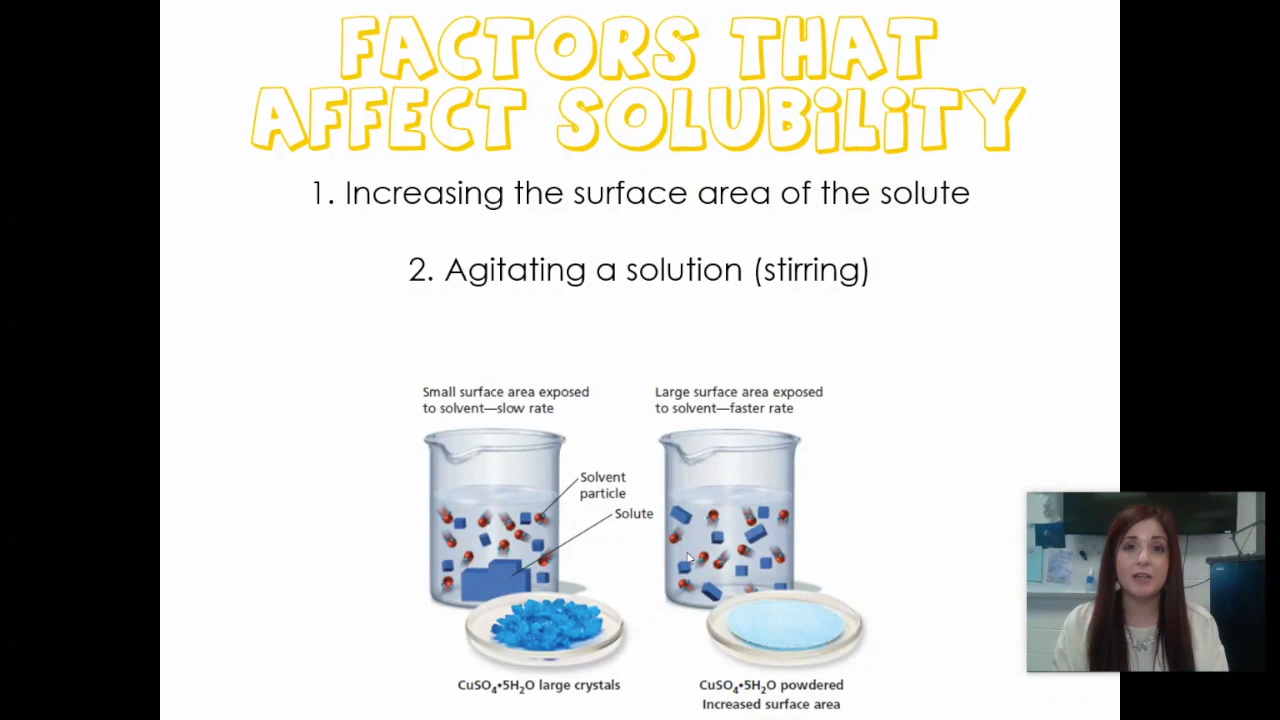 FACTORS THAT
AFFECT SOLUBiLiTY
1. Increasing the surface area of the solute
2. Agitating a solution (stirring)
Small surface area exposed
to solvent—slow rate
Large surface area exposed
to solvent—faster rate
Solvent
particle
Solute
CuSO₄•5H₂O large crystals
CuSO₄•5H₂O powdered
Increased surface area